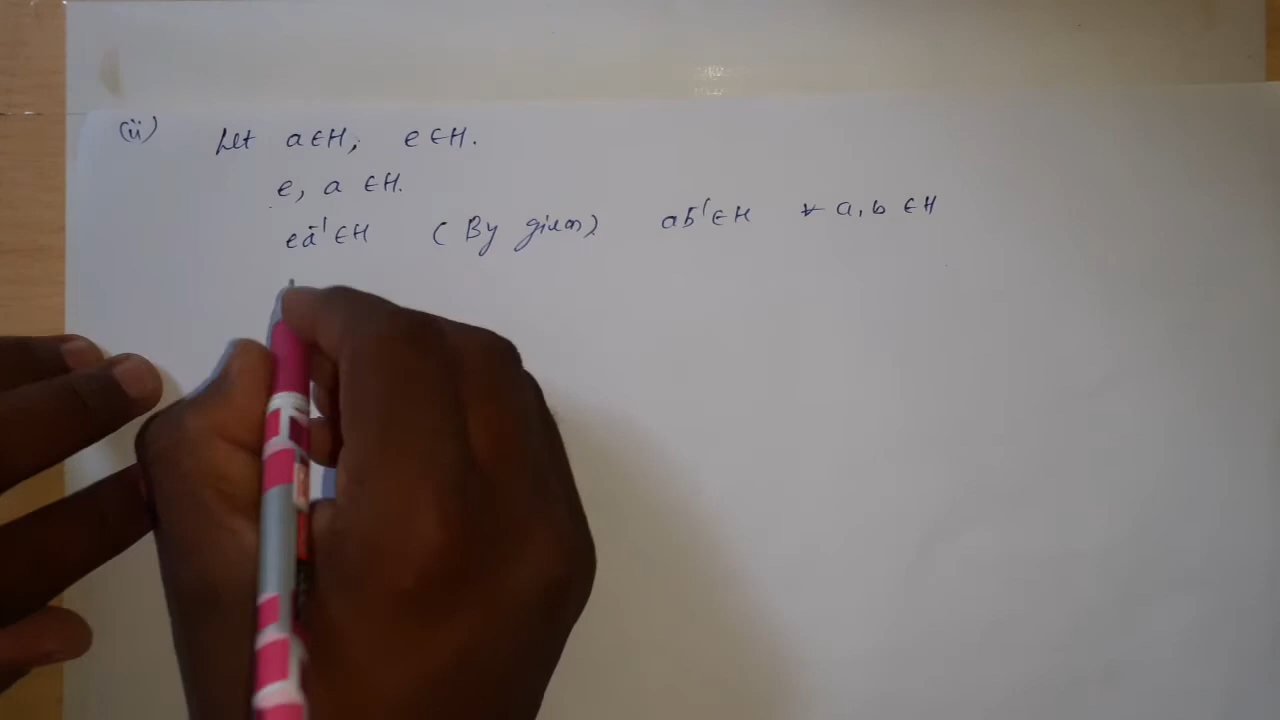 (ii) Let a∈H, e∈H.
e, a ∈H.
ea⁻¹∈H (By given) ab⁻¹∈H ∀ a,b ∈H